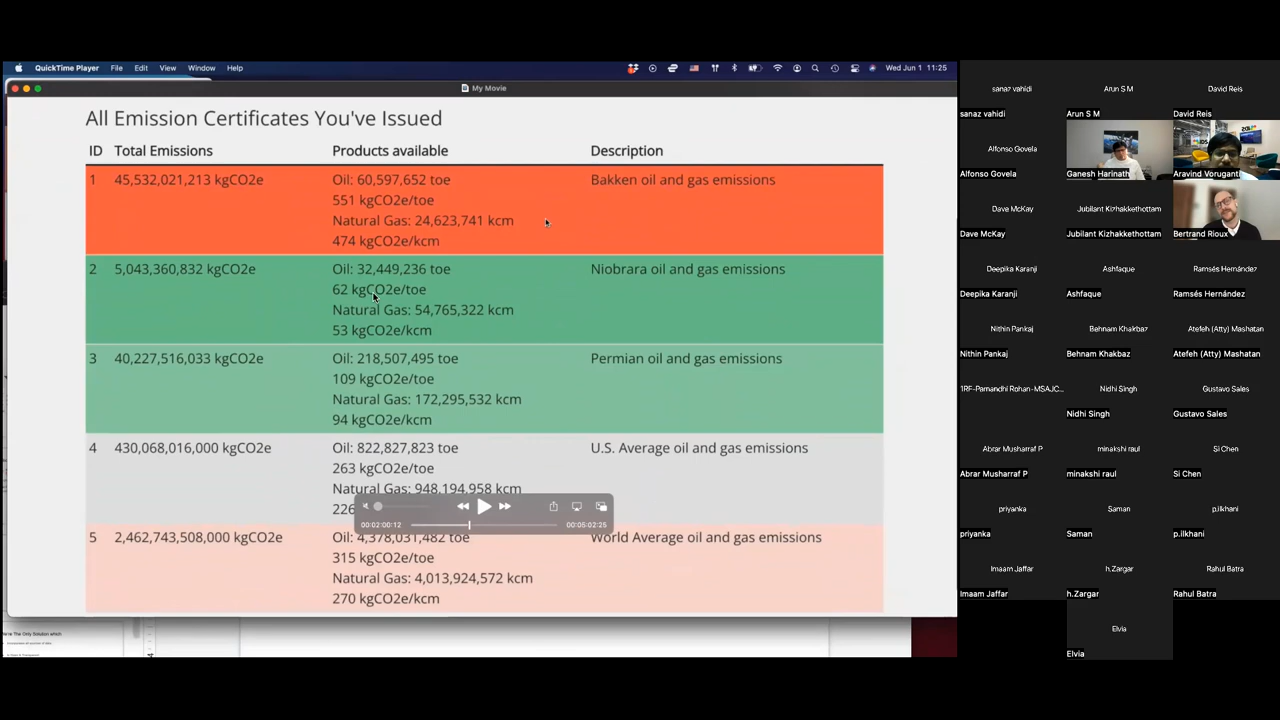 QuickTime Player File Edit View Window Help
Wed Jun 1 11:25
My Movie
All Emission Certificates You've Issued
ID Total Emissions Products available Description
1 45,532,021,213 kgCO2e Oil: 60,597,652 toe Bakken oil and gas emissions
551 kgCO2e/toe
Natural Gas: 24,623,741 kcm
474 kgCO2e/kcm
2 5,043,360,832 kgCO2e Oil: 32,449,236 toe Niobrara oil and gas emissions
62 kgCO2e/toe
Natural Gas: 54,765,322 kcm
53 kgCO2e/kcm
3 40,227,516,033 kgCO2e Oil: 218,507,495 toe Permian oil and gas emissions
109 kgCO2e/toe
Natural Gas: 172,295,532 kcm
94 kgCO2e/kcm
4 430,068,016,000 kgCO2e Oil: 822,827,823 toe U.S. Average oil and gas emissions
263 kgCO2e/toe
Natural Gas: 948,194,958 kcm
226
00:02:00:12 00:05:02:25
5 2,462,743,508,000 kgCO2e Oil: 4,378,031,482 toe World Average oil and gas emissions
315 kgCO2e/toe
Natural Gas: 4,013,924,572 kcm
270 kgCO2e/kcm
We're The Only Solution which
sanaz vahidi Arun S M David Reis
sanaz vahidi Arun S M David Reis
Alfonso Govela
Alfonso Govela Ganesh Harinath Aravind Voruganti
Dave McKay Jubilant Kizhakkethottam
Dave McKay Jubilant Kizhakkethottam Bertrand Rioux
Deepika Karanji Ashfaque Ramsés Hernández
Deepika Karanji Ashfaque Ramsés Hernández
Nithin Pankaj Behnam Khakbaz Atefeh (Atty) Mashatan
Nithin Pankaj Behnam Khakbaz Atefeh (Atty) Mashatan
1RF-Pamandhi Rohan-MSAJC... Nidhi Singh Gustavo Sales
Nidhi Singh Gustavo Sales
Abrar Musharraf P minakshi raul Si Chen
Abrar Musharraf P minakshi raul Si Chen
priyanka Saman p.ilkhani
priyanka Saman p.ilkhani
Imaam Jaffar h.Zargar Rahul Batra
Imaam Jaffar h.Zargar Rahul Batra
Elvia
Elvia